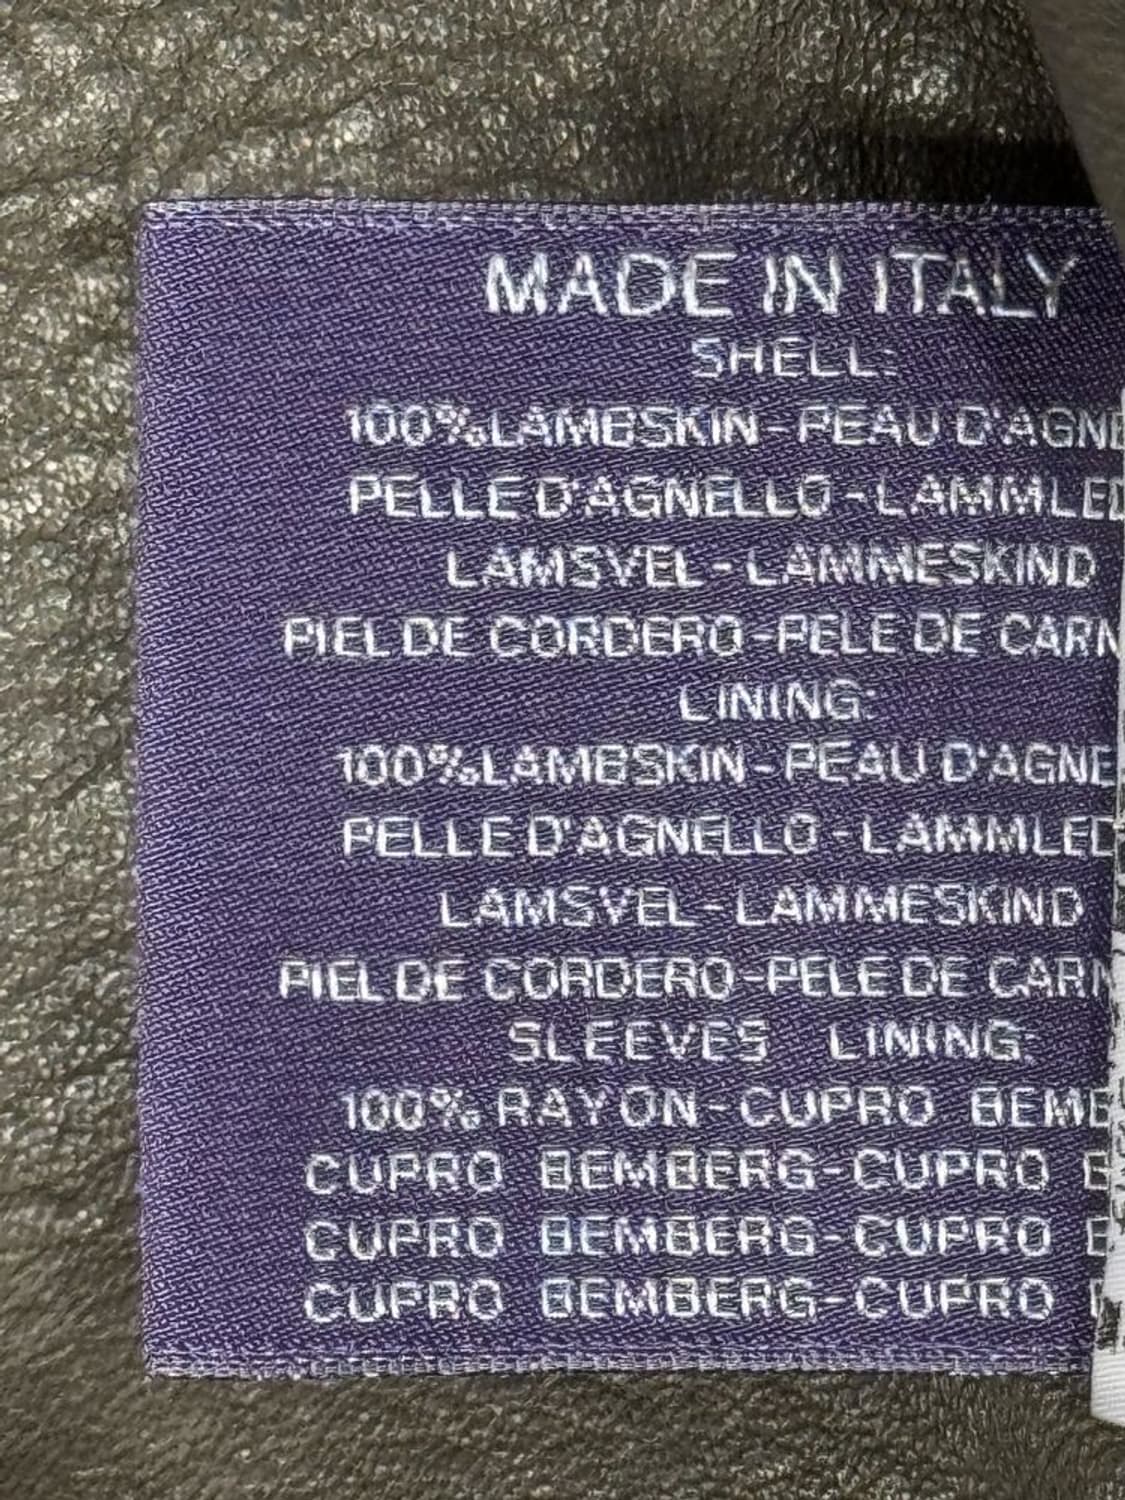 MADE IN ITALY
SHELL:
100%LAMBSKIN-PEAU D'AGNE
PELLE D'AGNELLO-LAMMLED
LAMSVEL-LAMMESKIND
PIEL DE CORDERO-PELE DE CARN
LINING:
100%LAMBSKIN-PEAU D'AGNE
PELLE D'AGNELLO-LAMMLED
LAMSVEL-LAMMESKIND
PIEL DE CORDERO-PELE DE CARN
SLEEVES LINING:
100% RAYON-CUPRO BEMB
CUPRO BEMBERG-CUPRO B
CUPRO BEMBERG-CUPRO B
CUPRO BEMBERG-CUPRO